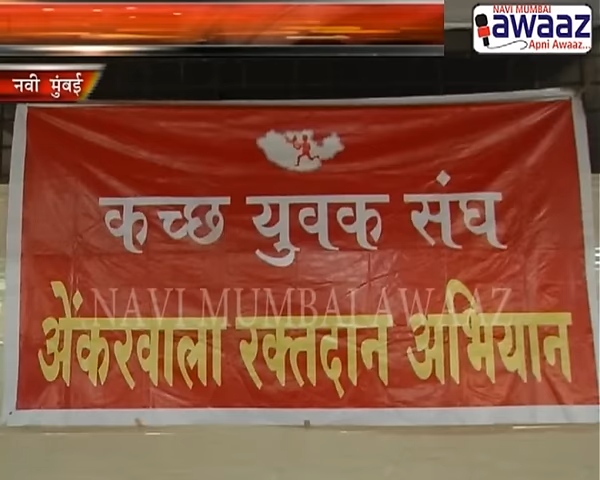 NAVI MUMBAI
awaaz
Apni Awaaz...
नवी मुंबई
कच्छ युवक संघ
NAVI MUMBAI AWAAZ
अेंकरवाला रक्तदान अभियान